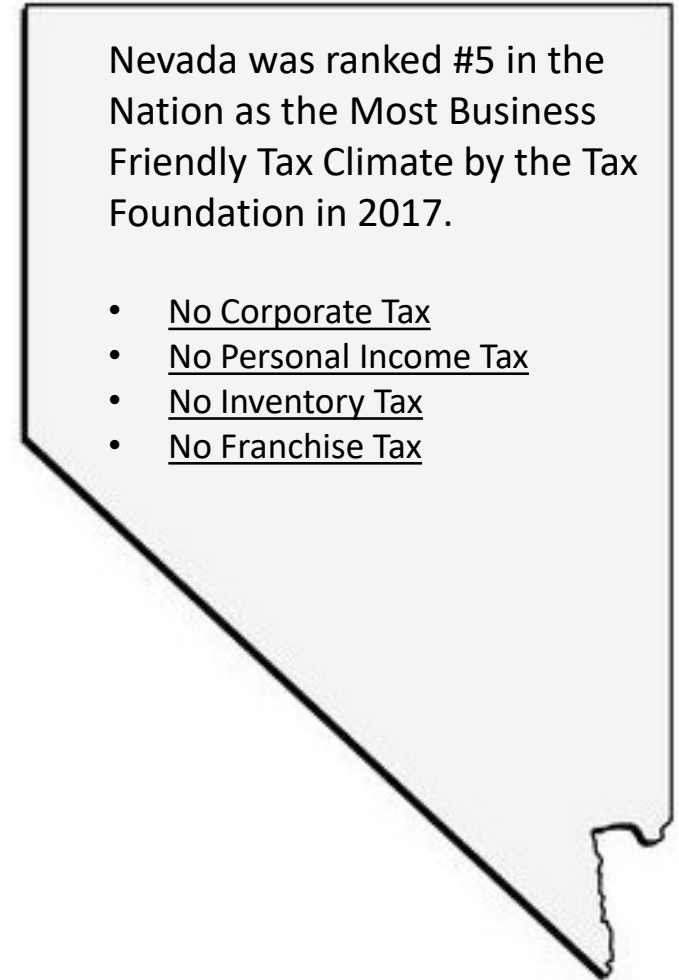 Nevada was ranked #5 in the
Nation as the Most Business
Friendly Tax Climate by the Tax
Foundation in 2017.
• No Corporate Tax
• No Personal Income Tax
• No Inventory Tax
• No Franchise Tax